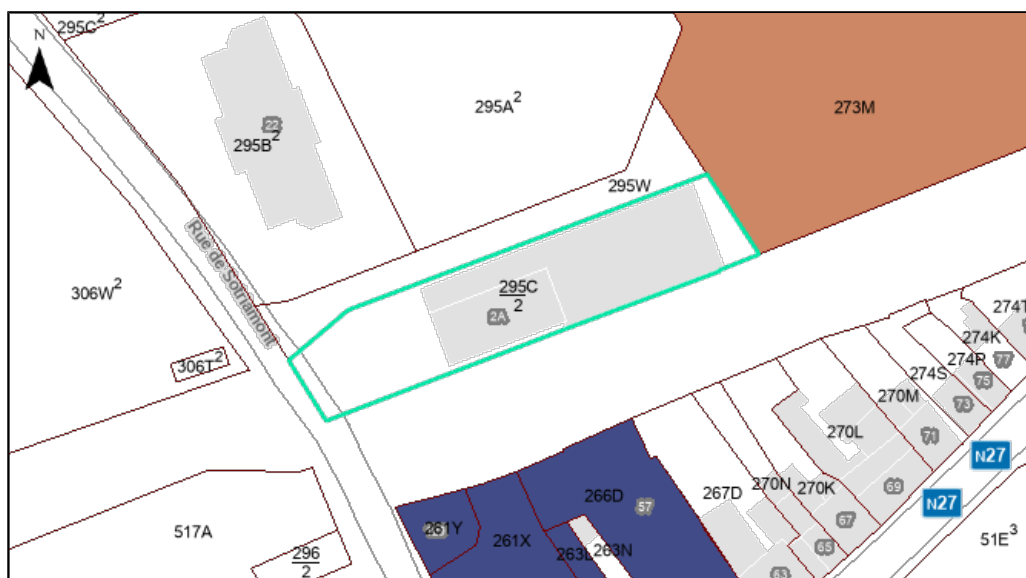 295C²
N
22
295B²
295A²
273M
295W
Rue de Sotriamont
306W²
306T²
295C
2
2A
274T
274K
274P
77
274S
75
270M
73
270L
71
N27
N27
270N
270K
69
267D
67
65
63
266D
57
261Y
261X
263N
517A
296
2
51E³